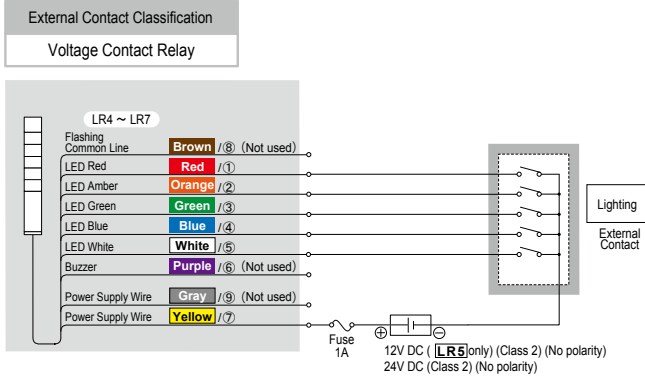 External Contact Classification
Voltage Contact Relay
LR4 ~ LR7
Flashing
Common Line Brown /⑧ (Not used)
LED Red Red /①
LED Amber Orange /②
LED Green Green /③
LED Blue Blue /④
LED White White /⑤
Buzzer Purple /⑥ (Not used)
Power Supply Wire Gray /⑨ (Not used)
Power Supply Wire Yellow /⑦
Fuse
1A
⊕ ⊖
12V DC ( LR5 only) (Class 2) (No polarity)
24V DC (Class 2) (No polarity)
Lighting
External
Contact